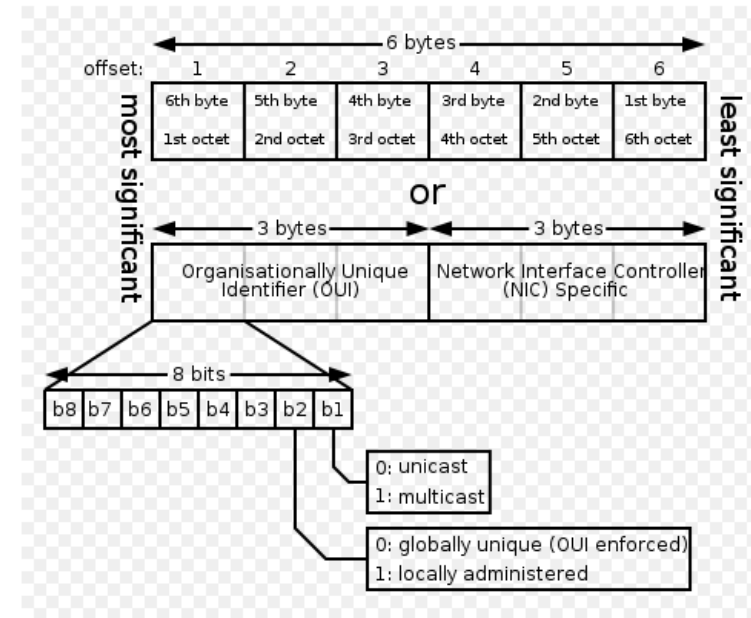 6 bytes
offset: 1 2 3 4 5 6
6th byte 5th byte 4th byte 3rd byte 2nd byte 1st byte
1st octet 2nd octet 3rd octet 4th octet 5th octet 6th octet
most significant
least significant
or
3 bytes 3 bytes
Organisationally Unique
Identifier (OUI)
Network Interface Controller
(NIC) Specific
8 bits
b8 b7 b6 b5 b4 b3 b2 b1
0: unicast
1: multicast
0: globally unique (OUI enforced)
1: locally administered